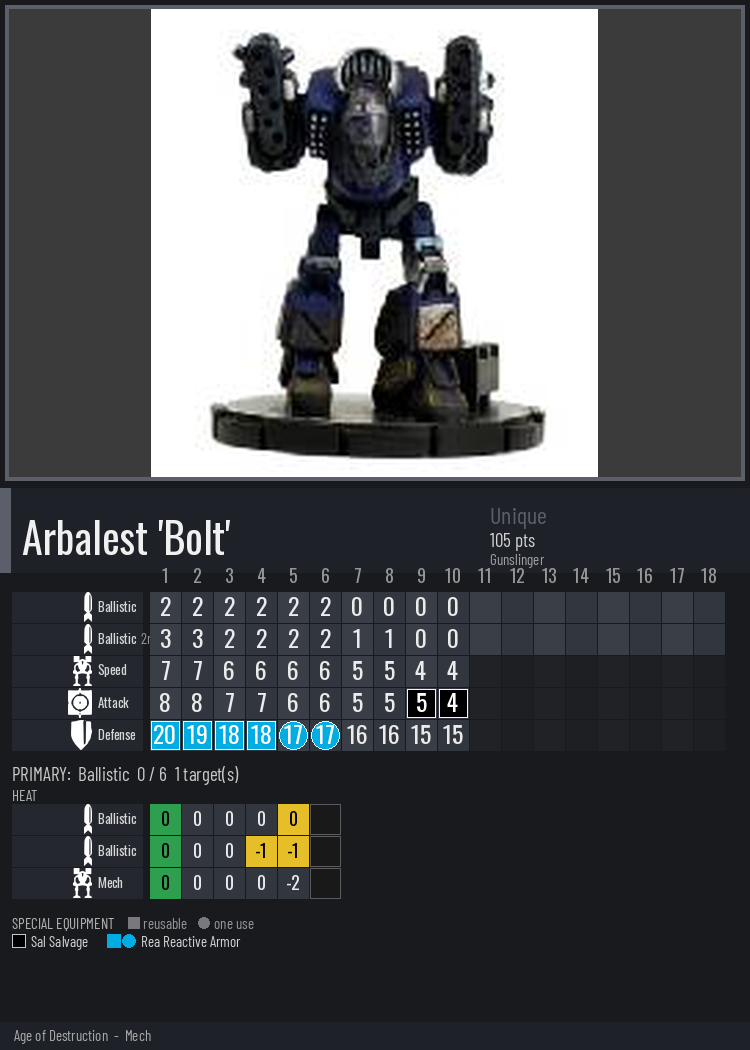 Arbalest 'Bolt'
Unique
105 pts
Gunslinger
1 2 3 4 5 6 7 8 9 10 11 12 13 14 15 16 17 18
Ballistic 2 2 2 2 2 2 0 0 0 0
Ballistic 2n 3 3 2 2 2 2 1 1 0 0
Speed 7 7 6 6 6 6 5 5 4 4
Attack 8 8 7 7 6 6 5 5 5 4
Defense 20 19 18 18 17 17 16 16 15 15
PRIMARY: Ballistic 0 / 6 1 target(s)
HEAT
Ballistic 0 0 0 0 0
Ballistic 0 0 0 -1 -1
Mech 0 0 0 0 -2
SPECIAL EQUIPMENT reusable one use
Sal Salvage Rea Reactive Armor
Age of Destruction - Mech